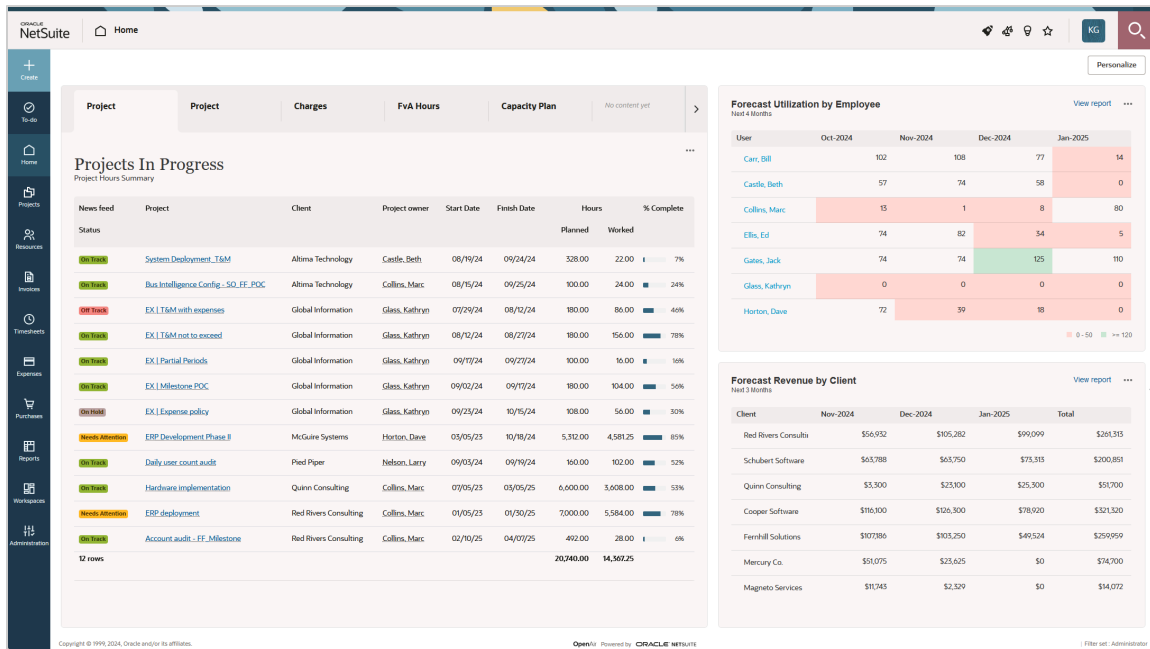 ORACLE
NetSuite
Home
KG
Personalize
Create
To-do
Home
Projects
Resources
Invoices
Timesheets
Expenses
Purchases
Reports
Workspaces
Administration
Project Project Charges FvA Hours Capacity Plan No content yet
Projects In Progress
Project Hours Summary
News feed Project Client Project owner Start Date Finish Date Hours % Complete
Status Planned Worked
On Track System Deployment_T&M Altima Technology Castle, Beth 08/19/24 09/24/24 328.00 22.00 7%
On Track Bus Intelligence Config - SO_FF_POC Altima Technology Collins, Marc 08/15/24 09/25/24 100.00 24.00 24%
Off Track EX | T&M with expenses Global Information Glass, Kathryn 07/29/24 08/12/24 180.00 86.00 46%
On Track EX | T&M not to exceed Global Information Glass, Kathryn 08/12/24 08/27/24 180.00 156.00 78%
On Track EX | Partial Periods Global Information Glass, Kathryn 09/17/24 09/27/24 100.00 16.00 16%
On Track EX | Milestone POC Global Information Glass, Kathryn 09/02/24 09/17/24 180.00 104.00 56%
On Hold EX | Expense policy Global Information Glass, Kathryn 09/23/24 10/15/24 108.00 56.00 30%
Needs Attention ERP Development Phase II McGuire Systems Horton, Dave 03/05/23 10/18/24 5,312.00 4,581.25 85%
On Track Daily user count audit Pied Piper Nelson, Larry 09/03/24 09/19/24 160.00 102.00 52%
On Track Hardware implementation Quinn Consulting Collins, Marc 07/05/23 03/05/25 6,600.00 3,608.00 53%
Needs Attention ERP deployment Red Rivers Consulting Collins, Marc 01/05/23 01/30/25 7,000.00 5,584.00 78%
On Track Account audit - FF_Milestone Red Rivers Consulting Collins, Marc 02/10/25 04/07/25 492.00 28.00 6%
12 rows 20,740.00 14,367.25
Forecast Utilization by Employee View report
Next 4 Months
User Oct-2024 Nov-2024 Dec-2024 Jan-2025
Carr, Bill 102 108 77 14
Castle, Beth 57 74 58 0
Collins, Marc 13 1 8 80
Ellis, Ed 74 82 34 5
Gates, Jack 74 74 125 110
Glass, Kathryn 0 0 0 0
Horton, Dave 72 39 18 0
0 - 50 >= 120
Forecast Revenue by Client View report
Next 3 Months
Client Nov-2024 Dec-2024 Jan-2025 Total
Red Rivers Consultin $56,932 $105,282 $99,099 $261,313
Schubert Software $63,788 $63,750 $73,313 $200,851
Quinn Consulting $3,300 $23,100 $25,300 $51,700
Cooper Software $116,100 $126,300 $78,920 $321,320
Fernhill Solutions $107,186 $103,250 $49,524 $259,959
Mercury Co. $51,075 $23,625 $0 $74,700
Magneto Services $11,743 $2,329 $0 $14,072
Copyright © 1999, 2024, Oracle and/or its affiliates. OpenAir Powered by ORACLE NETSUITE | Filter set : Administrator